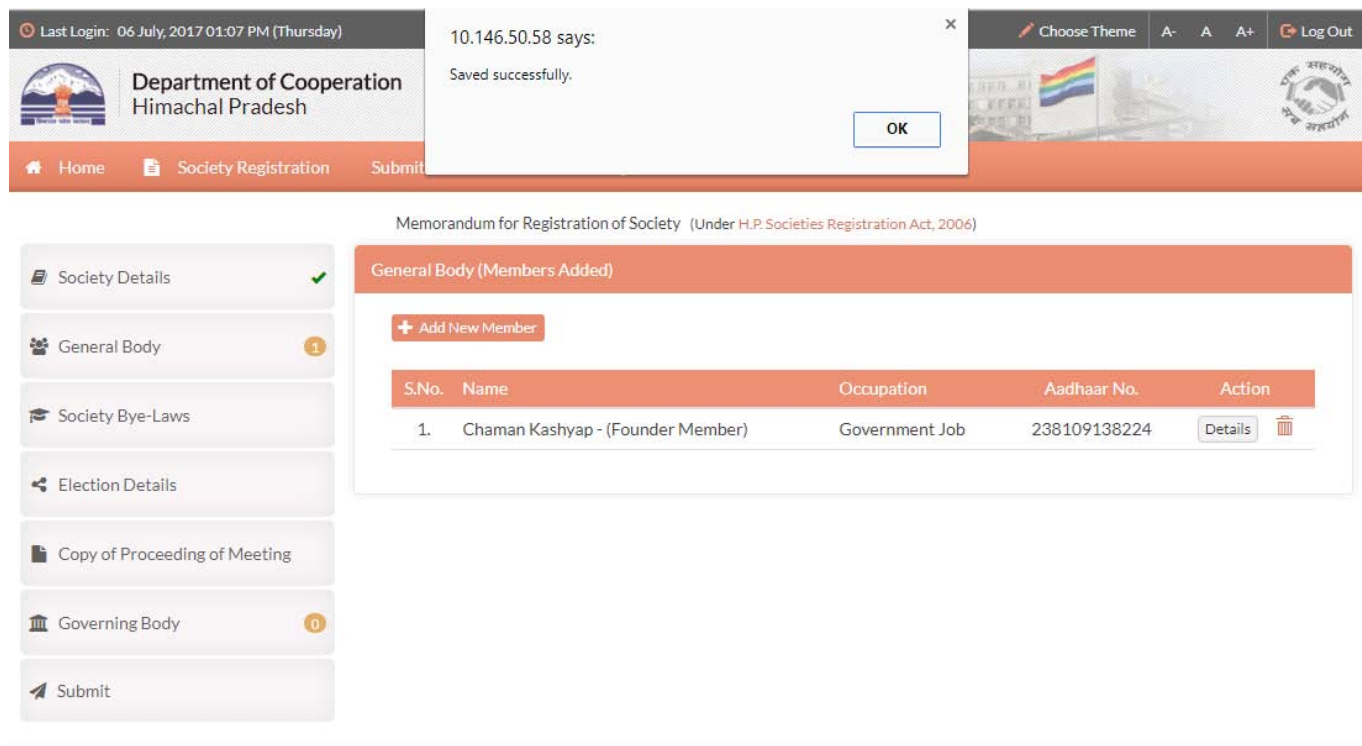 Last Login: 06 July, 2017 01:07 PM (Thursday)
Choose Theme A- A A+ Log Out
10.146.50.58 says:
×
Saved successfully.
OK
Department of Cooperation
Himachal Pradesh
Home Society Registration Submit
Memorandum for Registration of Society (Under H.P. Societies Registration Act, 2006)
Society Details
General Body 1
Society Bye-Laws
Election Details
Copy of Proceeding of Meeting
Governing Body 0
Submit
General Body (Members Added)
Add New Member
S.No. Name Occupation Aadhaar No. Action
1. Chaman Kashyap - (Founder Member) Government Job 238109138224 Details